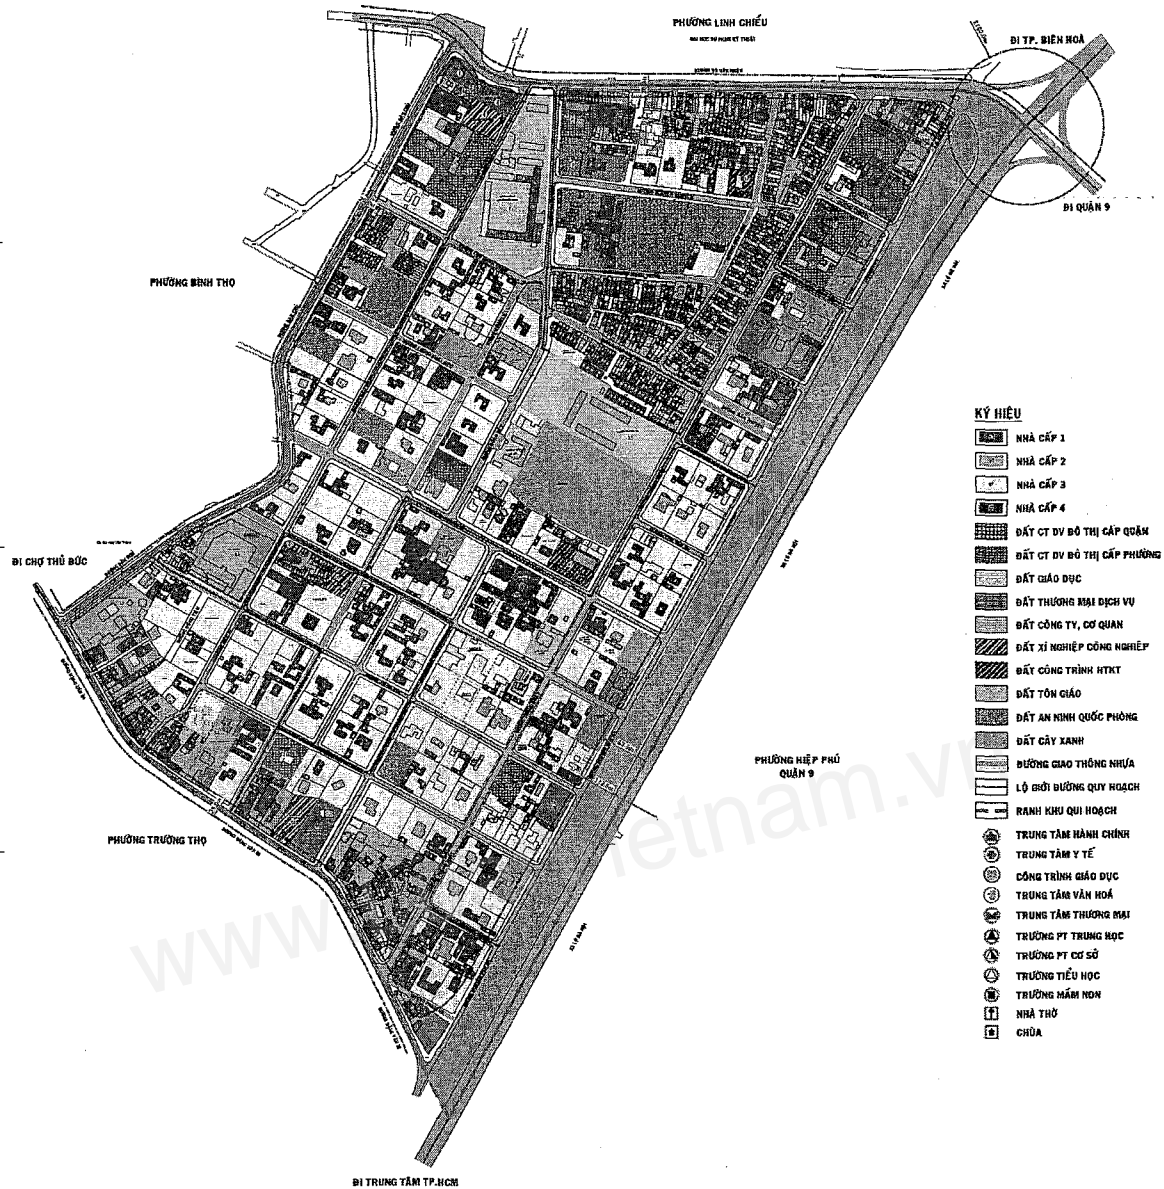 PHƯỜNG LINH CHIỂU
ĐẠI HỌC SƯ PHẠM KỸ THUẬT
ĐI TP. BIÊN HOÀ
ĐI QUẬN 9
PHƯỜNG BÌNH THỌ
ĐI CHỢ THỦ ĐỨC
PHƯỜNG TRƯỜNG THỌ
PHƯỜNG HIỆP PHÚ
QUẬN 9
ĐI TRUNG TÂM TP.HCM
KÝ HIỆU
NHÀ CẤP 1
NHÀ CẤP 2
NHÀ CẤP 3
NHÀ CẤP 4
ĐẤT CT DV ĐÔ THỊ CẤP QUẬN
ĐẤT CT DV ĐÔ THỊ CẤP PHƯỜNG
ĐẤT GIÁO DỤC
ĐẤT THƯƠNG MẠI DỊCH VỤ
ĐẤT CÔNG TY, CƠ QUAN
ĐẤT XÍ NGHIỆP CÔNG NGHIỆP
ĐẤT CÔNG TRÌNH HTKT
ĐẤT TÔN GIÁO
ĐẤT AN NINH QUỐC PHÒNG
ĐẤT CÂY XANH
ĐƯỜNG GIAO THÔNG NHỰA
LỘ GIỚI ĐƯỜNG QUY HOẠCH
RANH KHU QUI HOẠCH
TRUNG TÂM HÀNH CHÍNH
TRUNG TÂM Y TẾ
CÔNG TRÌNH GIÁO DỤC
TRUNG TÂM VĂN HOÁ
TRUNG TÂM THƯƠNG MẠI
TRƯỜNG PT TRUNG HỌC
TRƯỜNG PT CƠ SỞ
TRƯỜNG TIỂU HỌC
TRƯỜNG MẦM NON
NHÀ THỜ
CHÙA